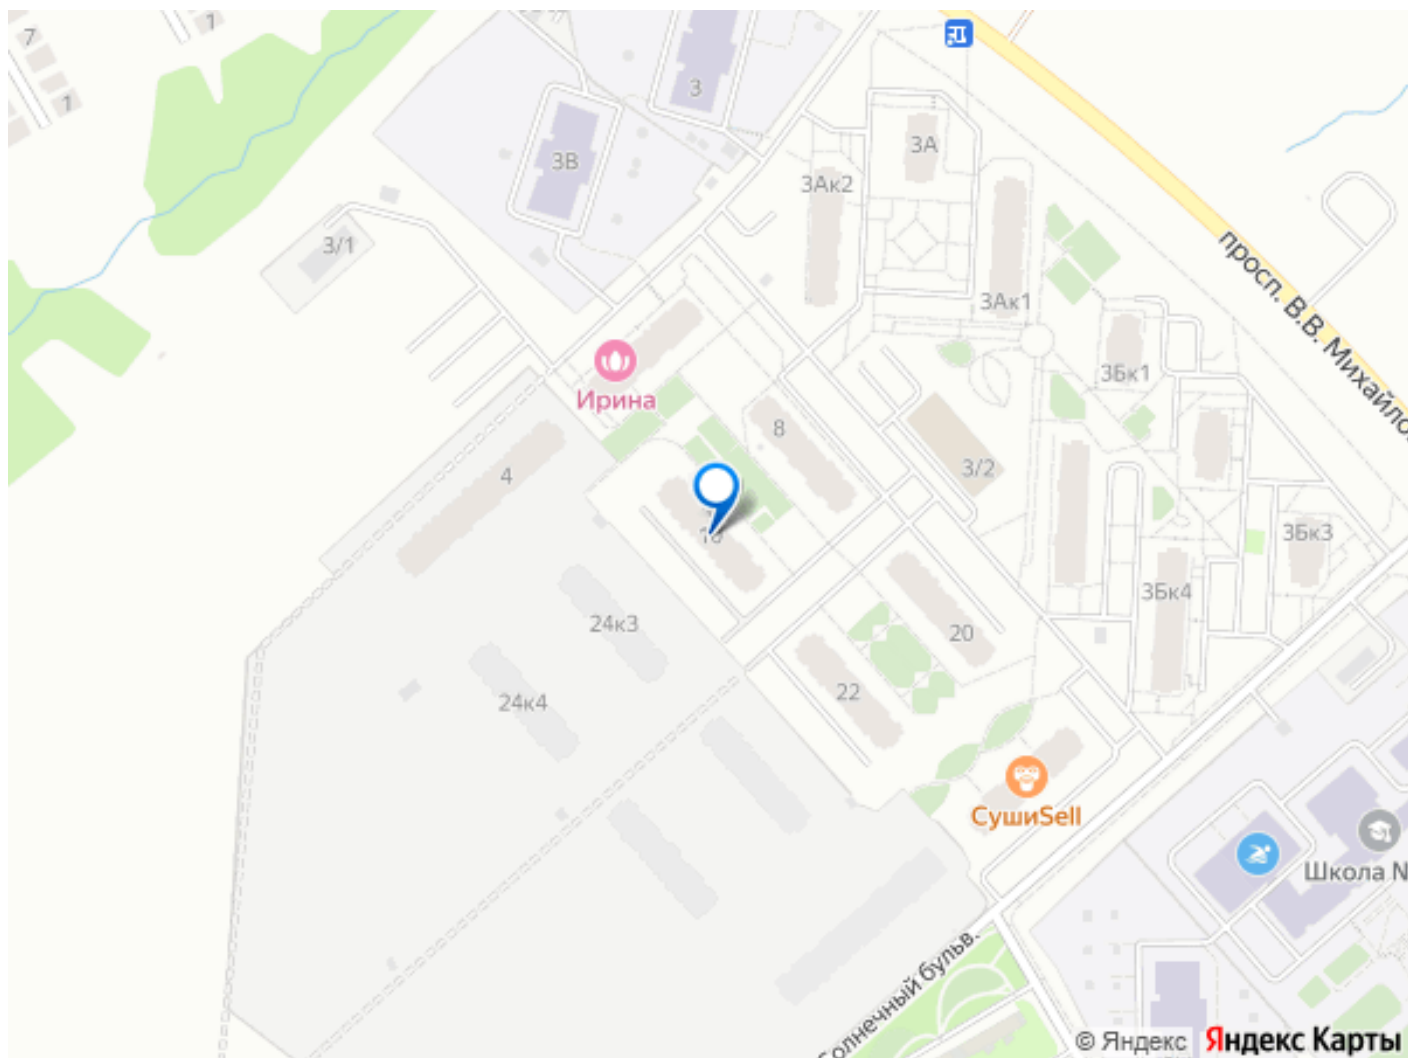 7
1
1
3
3В
3А
3Ак2
3/1
просп. В.В. Михайло
3Ак1
3Бк1
Ирина
8
4
3/2
3Бк3
3Бк4
24к3
20
22
24к4
СушиSell
Школа N
Солнечный бульв.
© Яндекс
Яндекс Карты